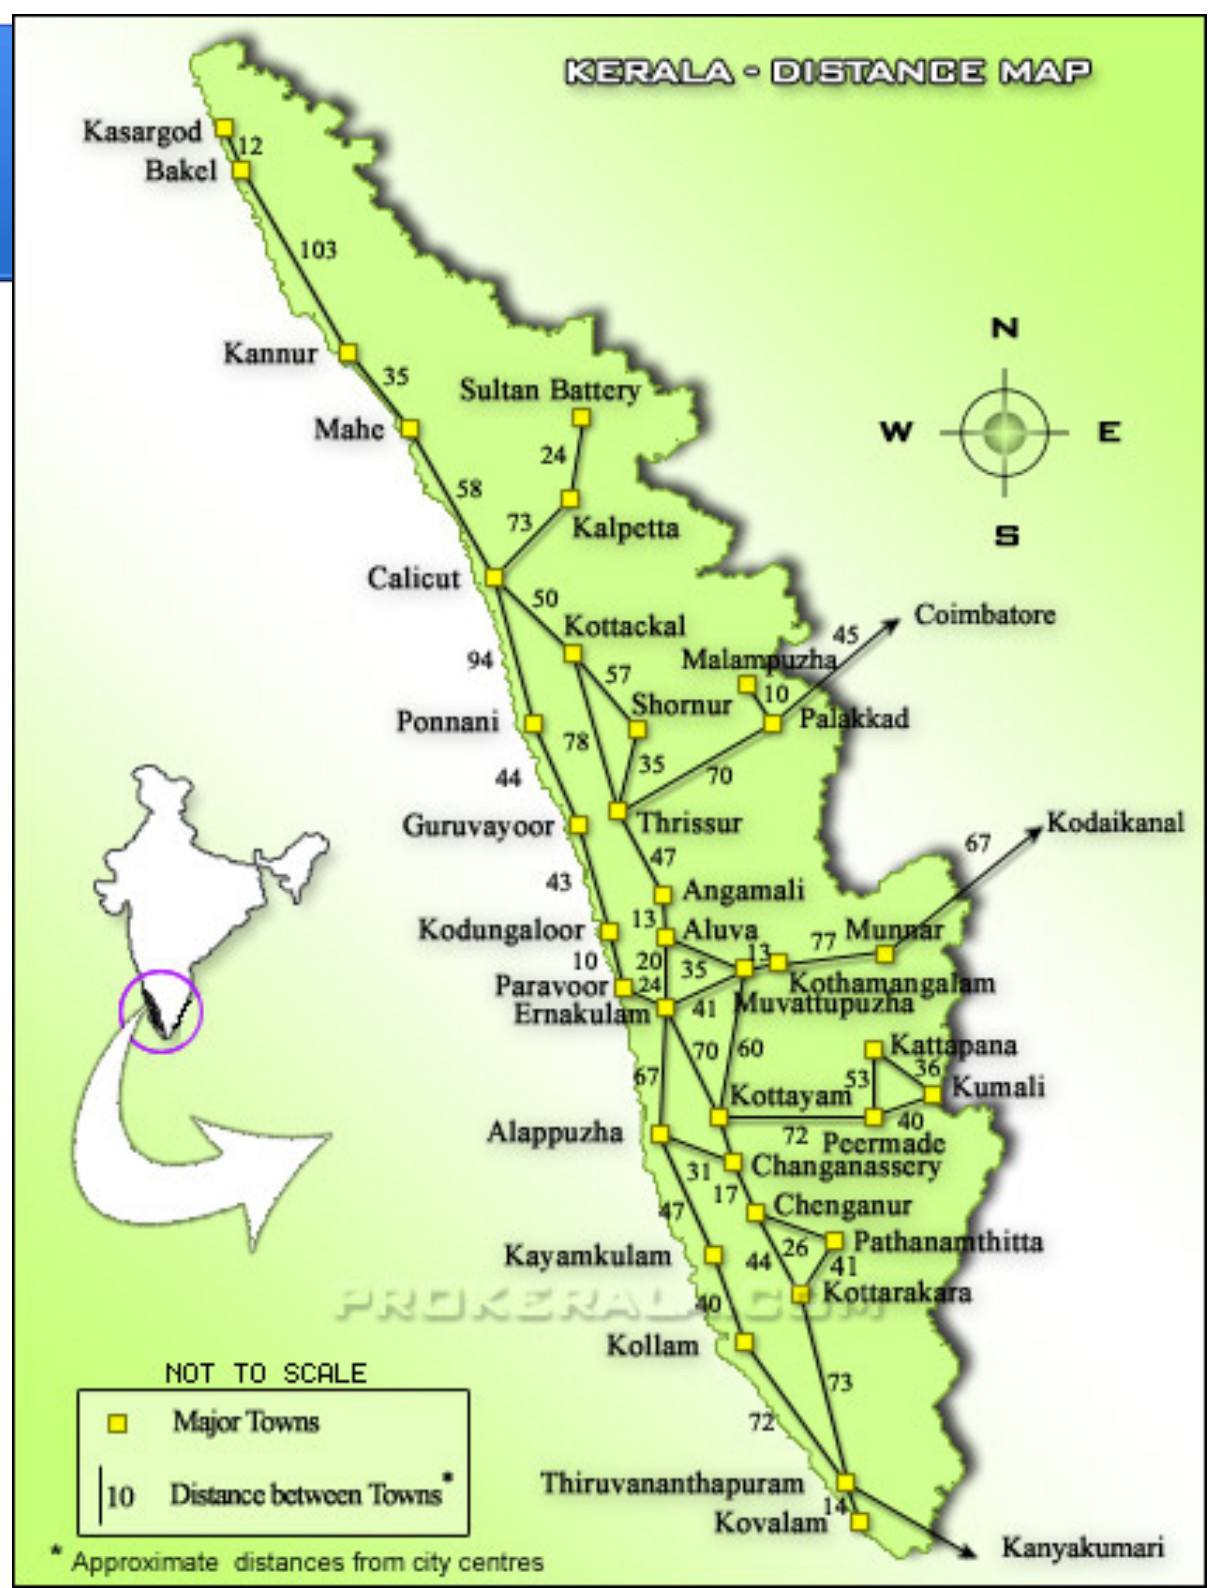 KERALA - DISTANCE MAP
Kasargod
12
Bakel
103
Kannur
35
Mahe
Sultan Battery
24
58
73
Kalpetta
Calicut
50
Kottackal
N
W
E
S
45
Coimbatore
94
57
Malampuzha
10
Shornur
Ponnani
78
Palakkad
35
70
44
Guruvayoor
Thrissur
67
Kodaikanal
47
43
Angamali
13
Kodungaloor
Aluva
77
Munnar
10
20
35
13
Paravoor
24
Kothamangalam
Ernakulam
41
Muvattupuzha
70
60
Kattapana
67
53
36
Kumali
Kottayam
40
Alappuzha
72
Peermade
31
Changanassery
17
47
Chenganur
26
Pathanamthitta
Kayamkulam
44
41
Kottarakara
PROKERALA.COM
40
Kollam
NOT TO SCALE
73
Major Towns
72
10 Distance between Towns*
Thiruvananthapuram
14
Kovalam
Kanyakumari
* Approximate distances from city centres